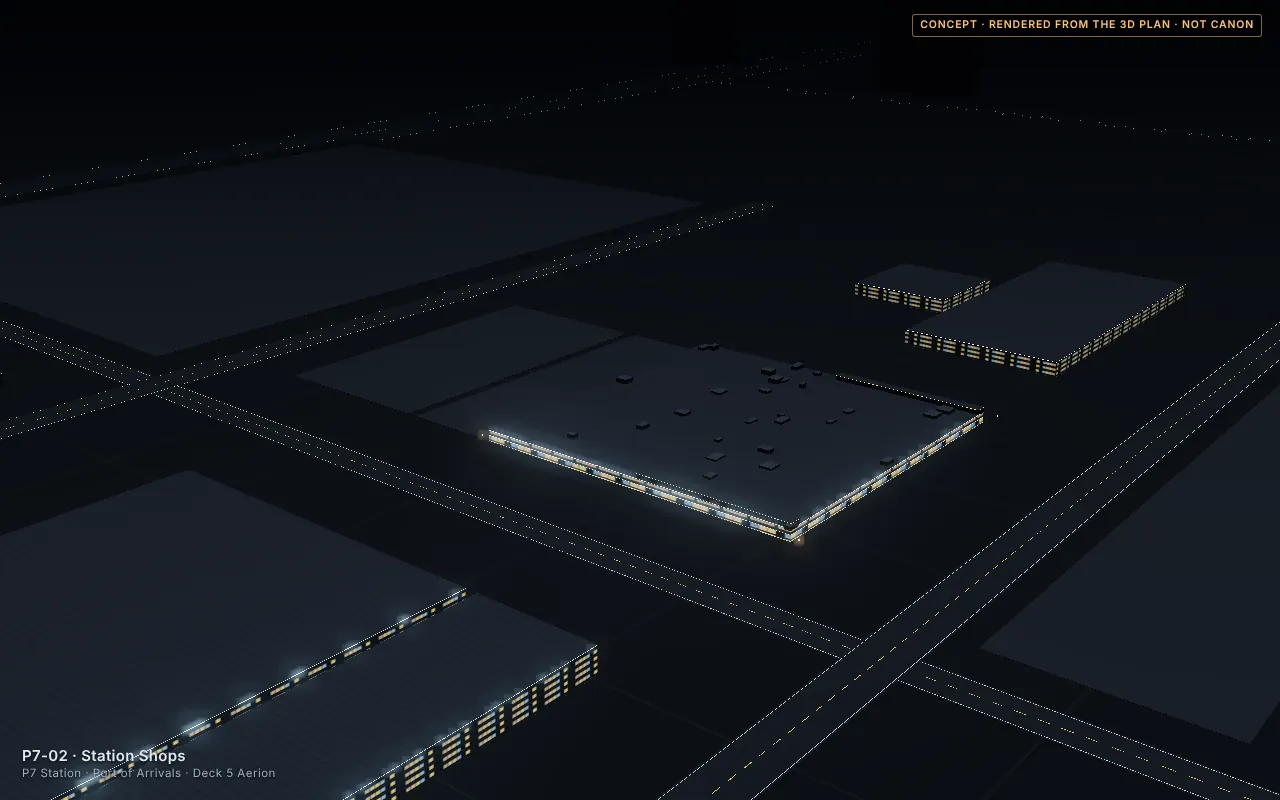 CONCEPT · RENDERED FROM THE 3D PLAN · NOT CANON
P7-02 · Station Shops
P7 Station · Port of Arrivals · Deck 5 Aerion